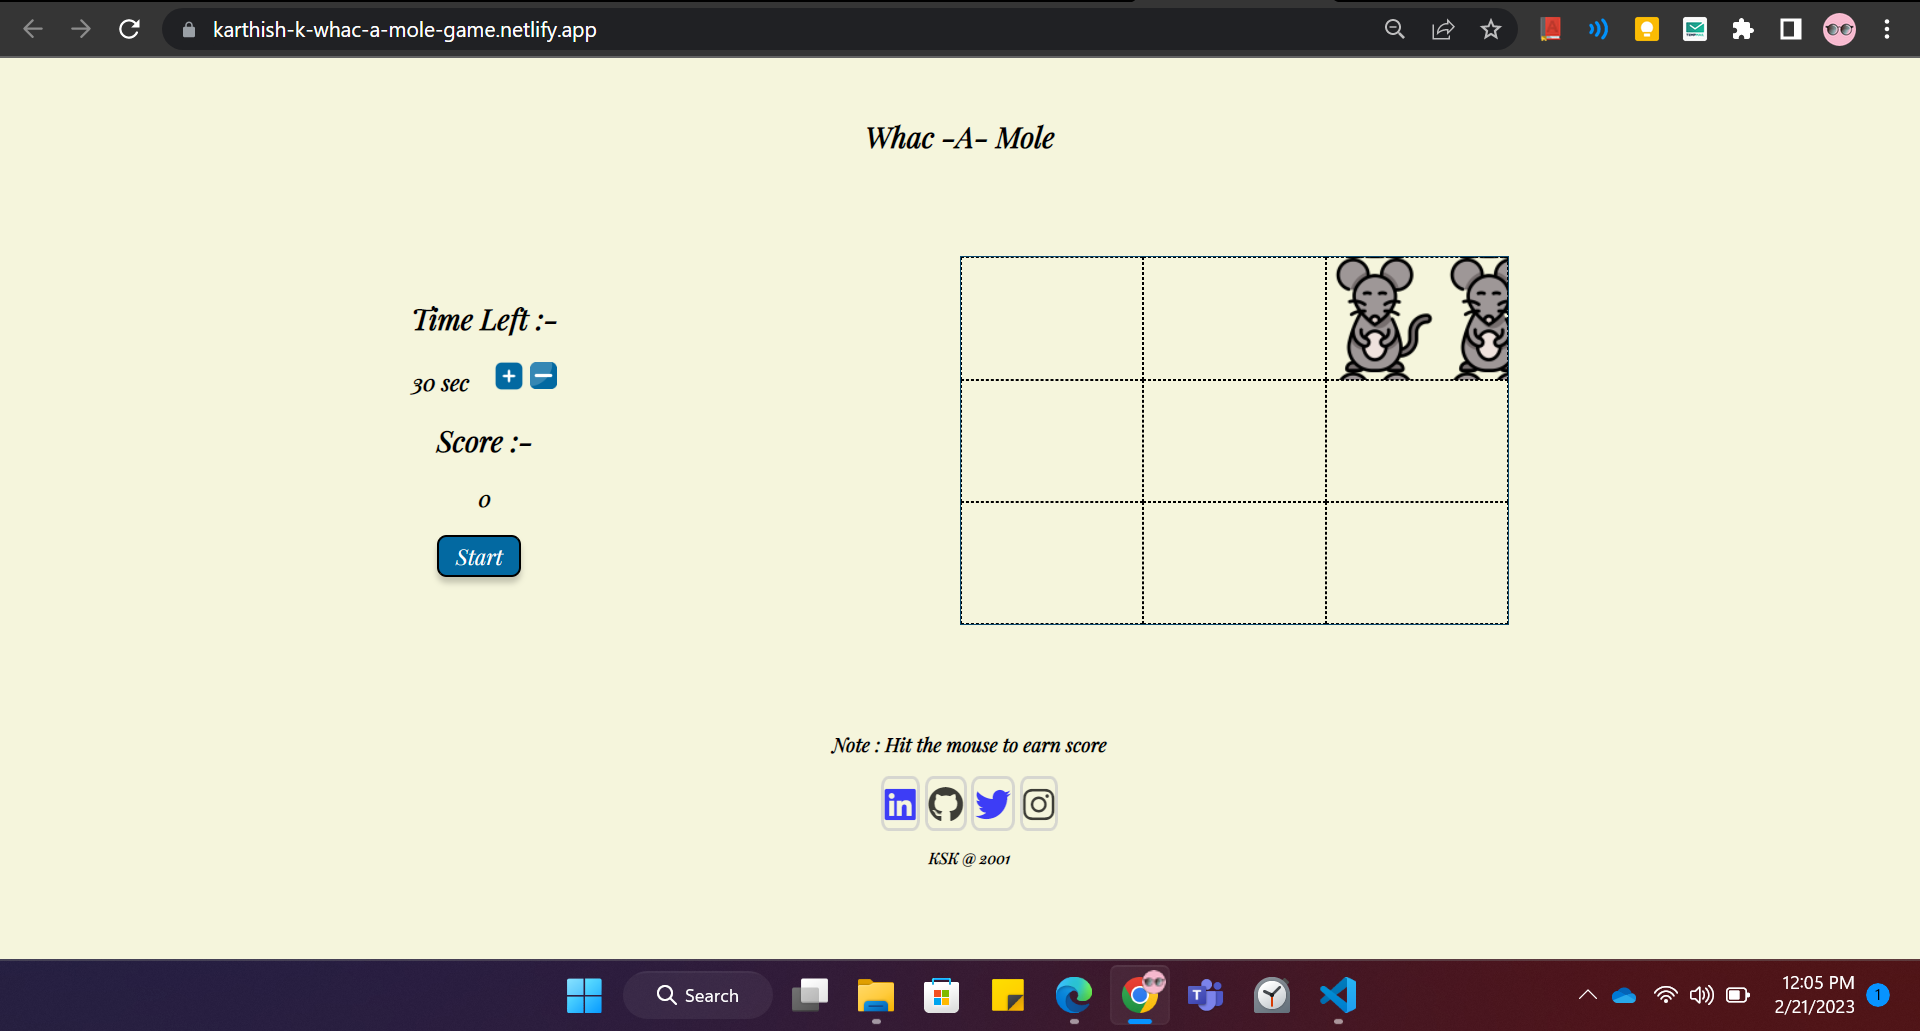 karthish-k-whac-a-mole-game.netlify.app
Whac -A- Mole
Time Left :-
30 sec
Score :-
0
Start
Note : Hit the mouse to earn score
in
KSK @ 2001
Search
T
12:05 PM
2/21/2023
1